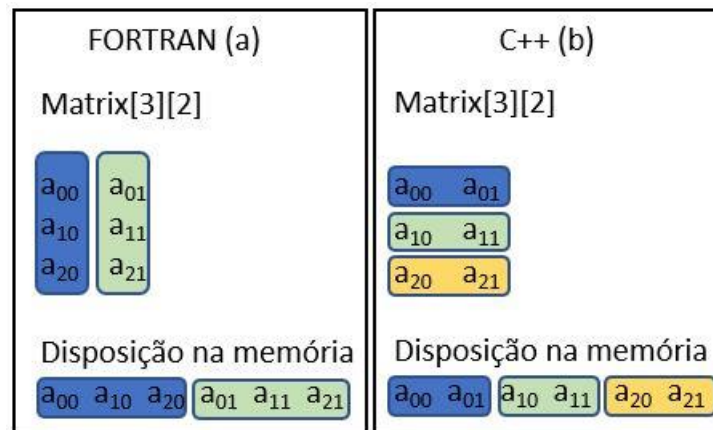 FORTRAN (a)
Matrix[3][2]
a00 a01
a10 a11
a20 a21
Disposição na memória
a00 a10 a20 a01 a11 a21
C++ (b)
Matrix[3][2]
a00 a01
a10 a11
a20 a21
Disposição na memória
a00 a01 a10 a11 a20 a21